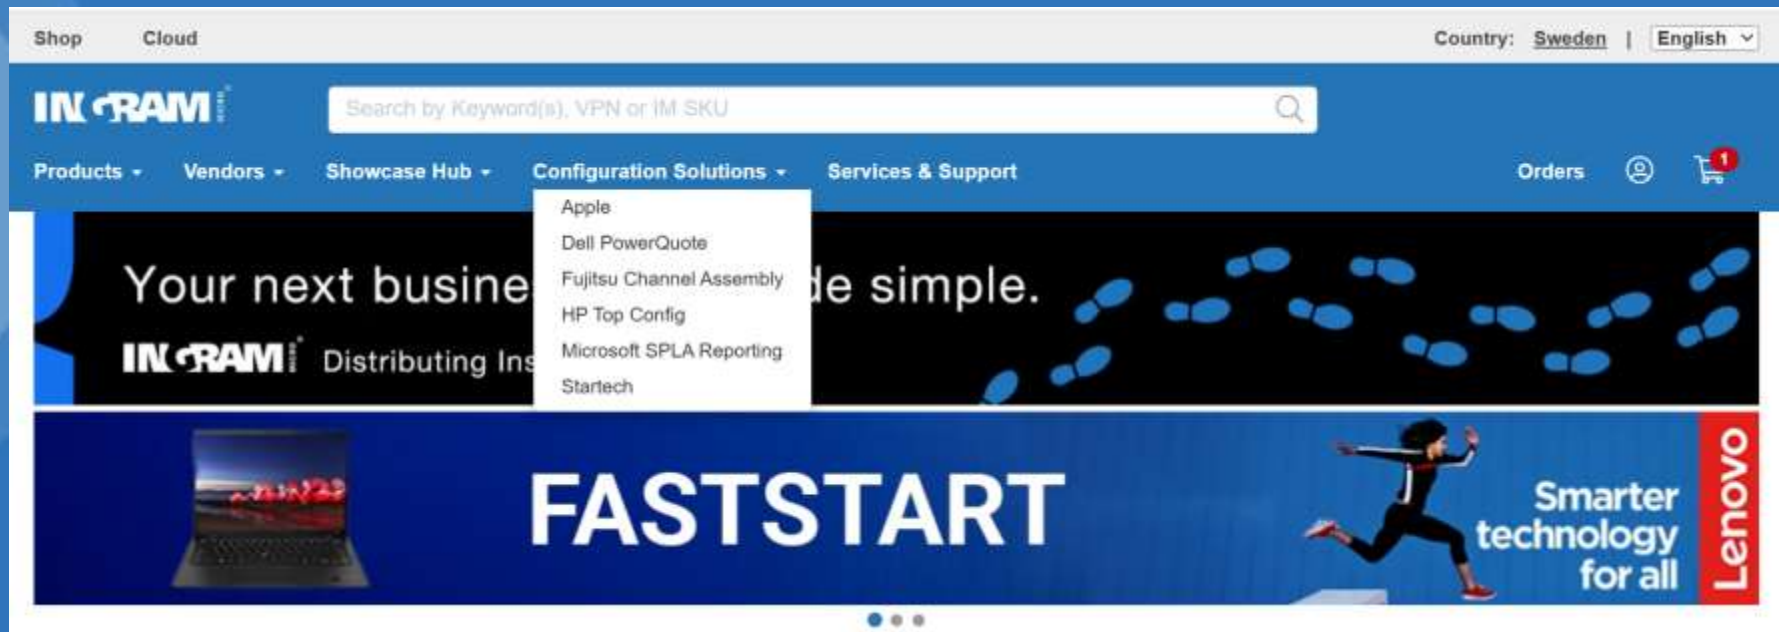 Shop Cloud Country: Sweden | English
INGRAM MICRO Search by Keyword(s), VPN or IM SKU
Products Vendors Showcase Hub Configuration Solutions Services & Support Orders 1
Apple
Dell PowerQuote
Fujitsu Channel Assembly
HP Top Config
Microsoft SPLA Reporting
Startech
Your next busine de simple.
INGRAM MICRO Distributing Ins
FASTSTART
Smarter
technology
for all
Lenovo